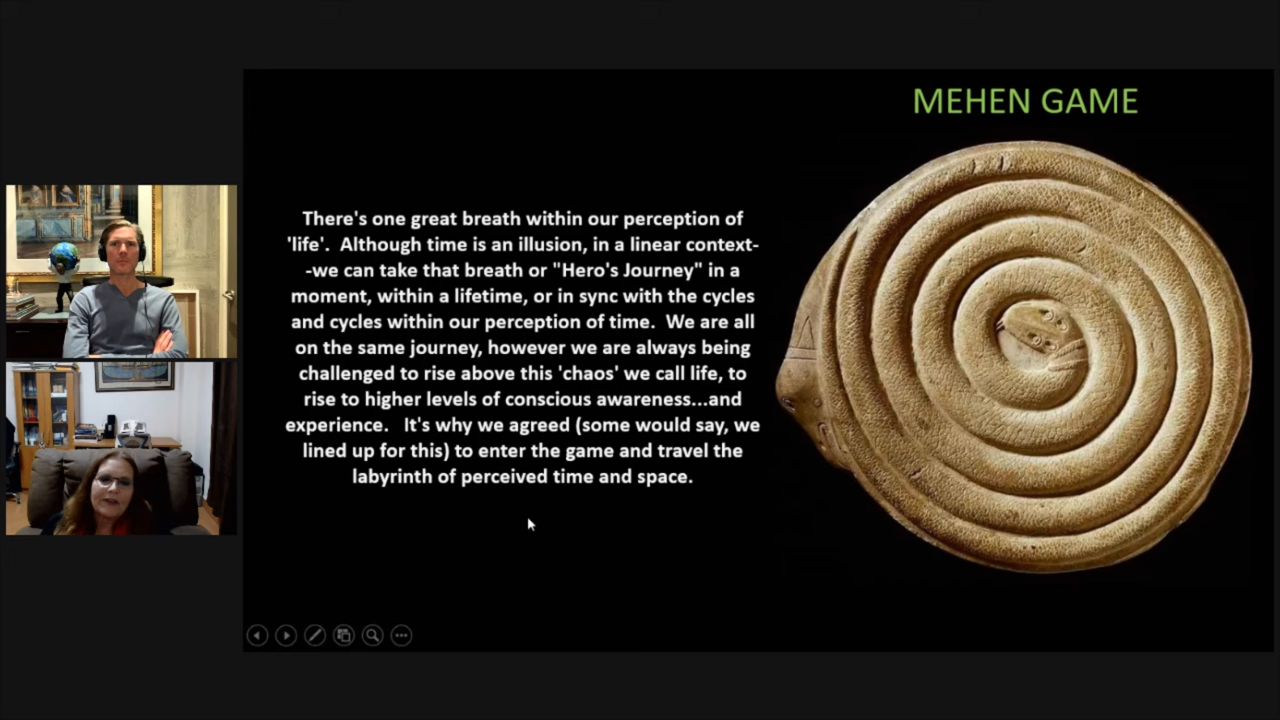 MEHEN GAME
There's one great breath within our perception of
'life'.  Although time is an illusion, in a linear context-
-we can take that breath or "Hero's Journey" in a
moment, within a lifetime, or in sync with the cycles
and cycles within our perception of time.  We are all
on the same journey, however we are always being
challenged to rise above this 'chaos' we call life, to
rise to higher levels of conscious awareness...and
experience.   It's why we agreed (some would say, we
lined up for this) to enter the game and travel the
labyrinth of perceived time and space.